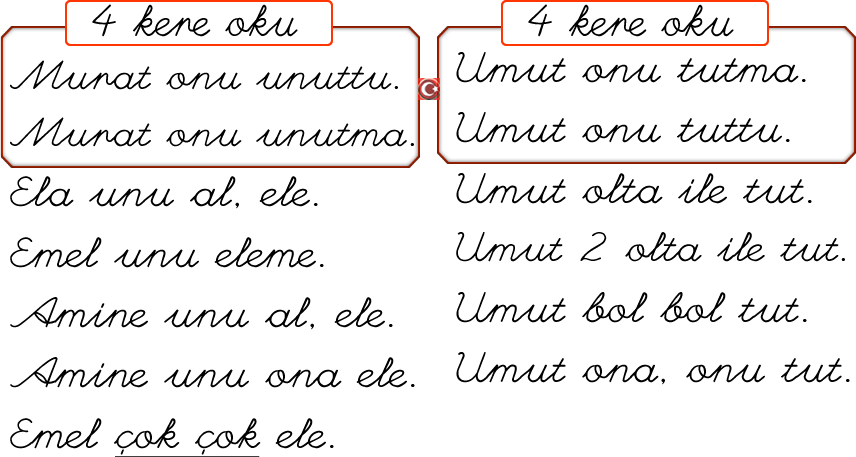 4 kere oku
Murat onu unuttu.
Murat onu unutma.
Ela unu al, ele.
Emel unu eleme.
Amine unu al, ele.
Amine unu ona ele.
Emel çok çok ele.
4 kere oku
Umut onu tutma.
Umut onu tuttu.
Umut olta ile tut.
Umut 2 olta ile tut.
Umut bol bol tut.
Umut ona, onu tut.